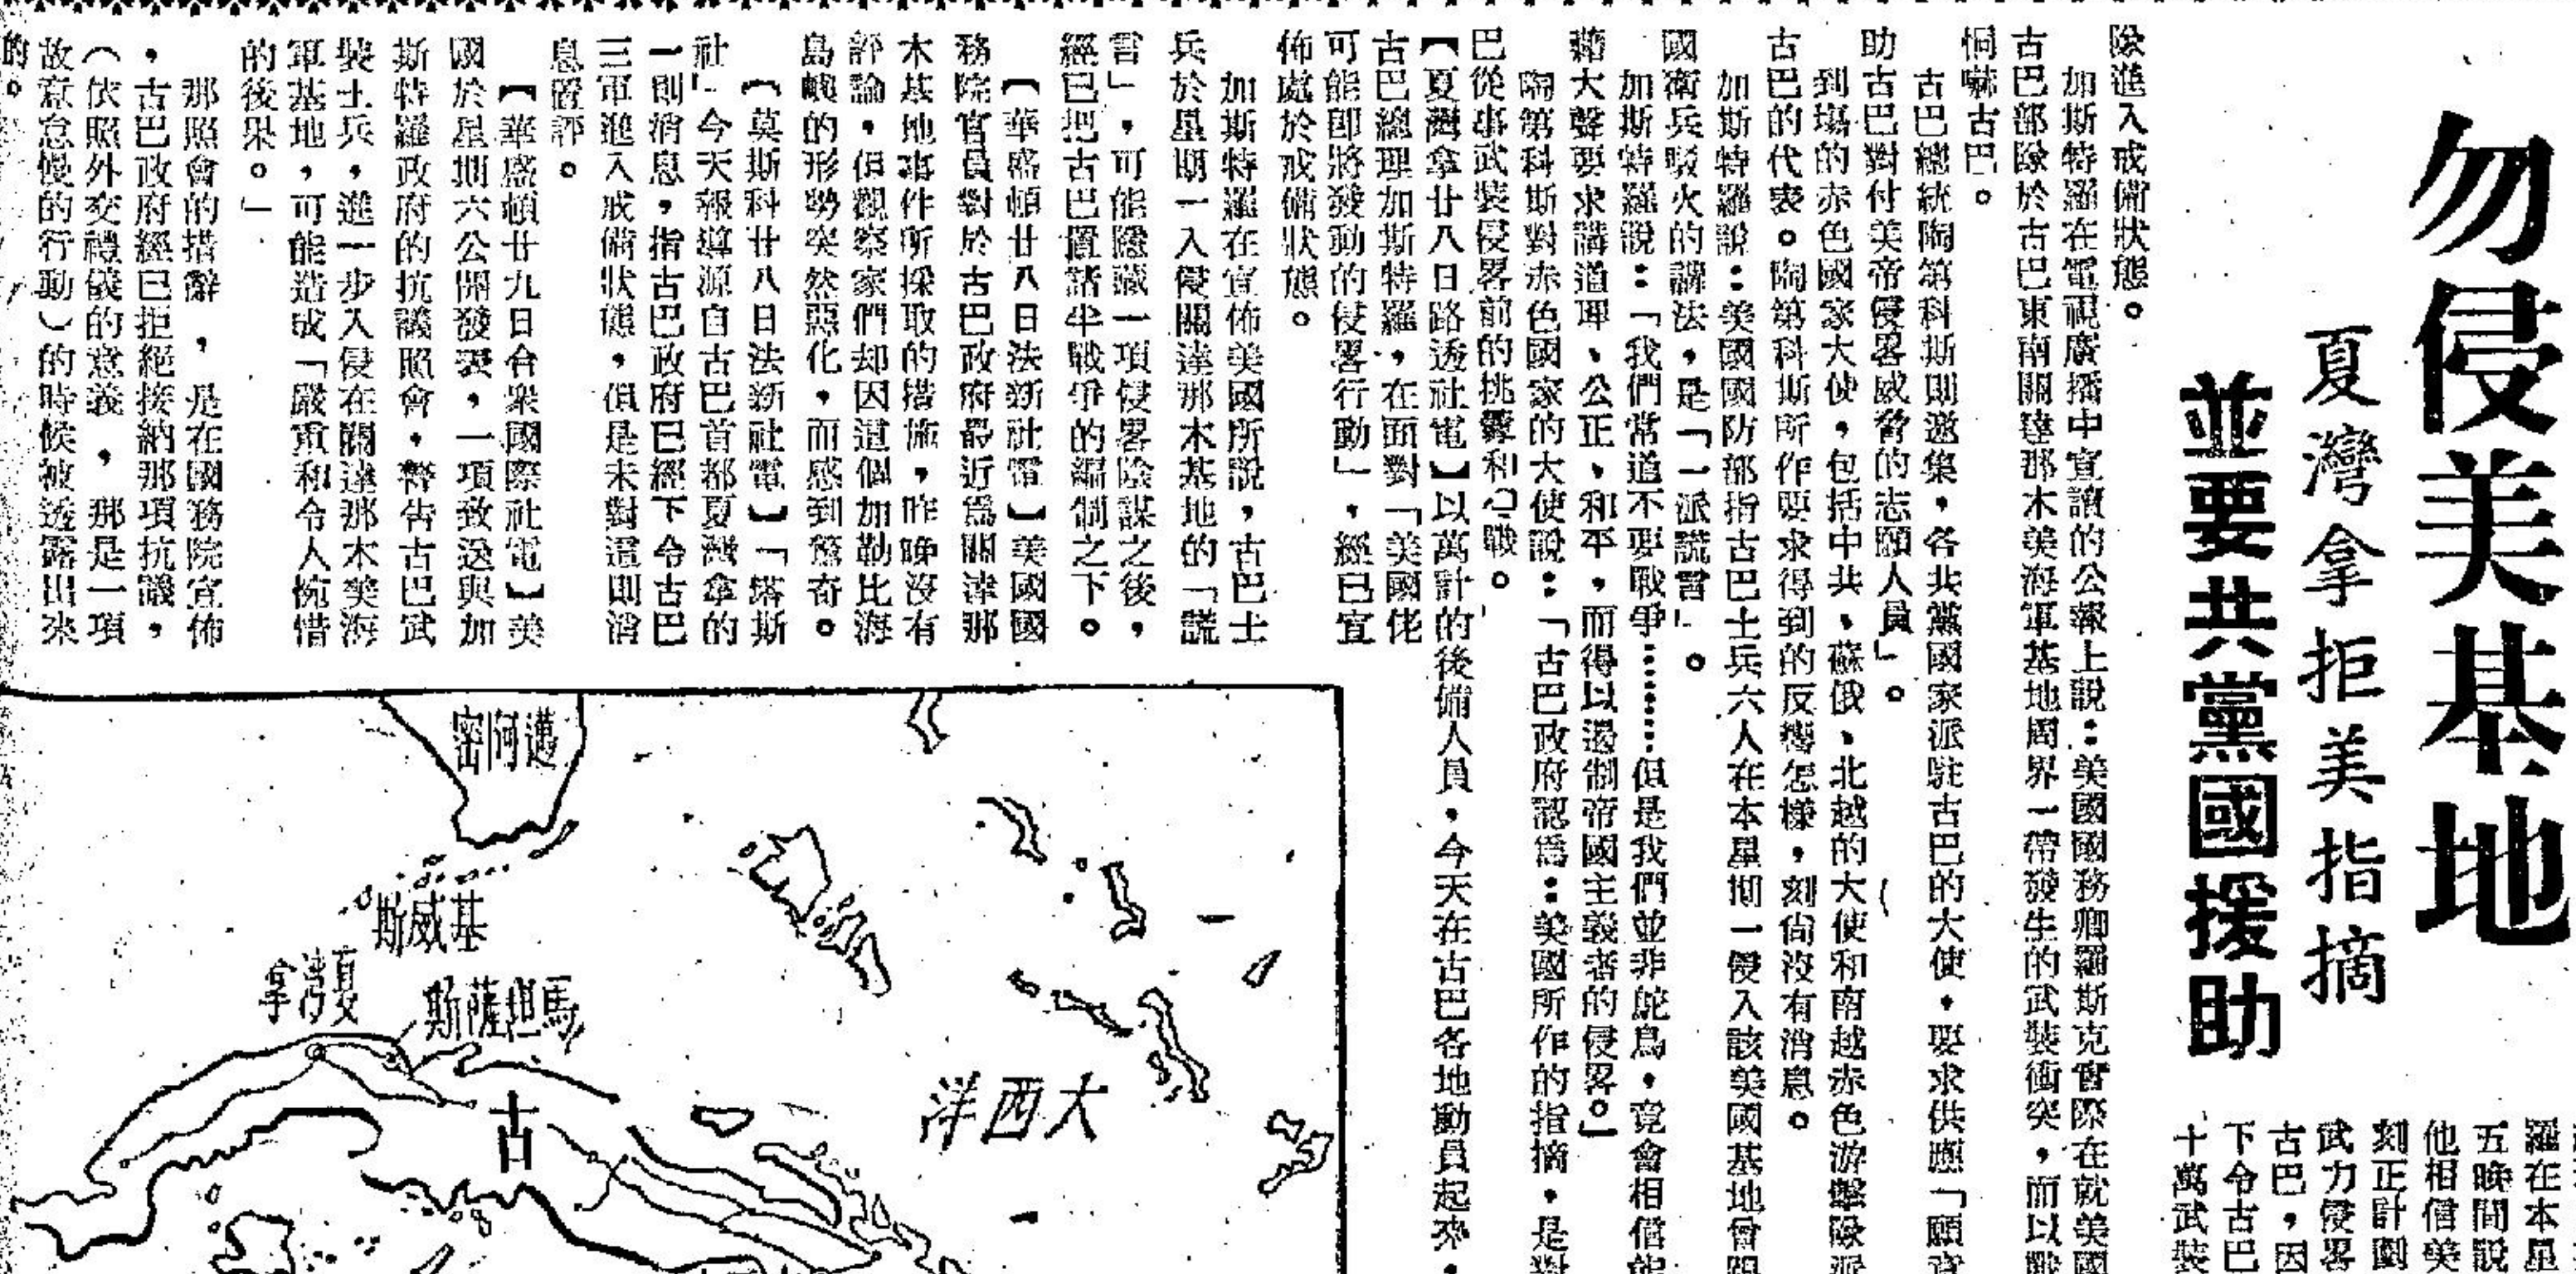 勿侵美基地
夏灣拿拒美指摘
並要共黨國援助
羅在本星
五晚間說
他相信美
刻正計劃
武力侵畧
古巴，因
下令古巴
十萬武裝
隊進入戒備狀態。
加斯特羅在電視廣播中宣讀的公報上說：美國國務卿羅斯克曾際在就美國
古巴部隊於古巴東南關達那木美海軍基地周界一帶發生的武裝衝突，而以
恫嚇古巴。
古巴總統陶第科斯則邀集，各共黨國家派駐古巴的大使，要求供應「願意
助古巴對付美帝侵畧威脅的志願人員」。
到場的赤色國家大使，包括中共、蘇俄、北越的大使和南越赤色游擊隊派
古巴的代表。陶第科斯所作要求得到的反響怎樣，刻尙沒有消息。
加斯特羅說：美國國防部指古巴士兵六人在本星期一侵入該美國基地曾跟
國衛兵駁火的講法，是「一派謊言」。
加斯特羅說：「我們常道不要戰爭……但是我們並非鴕鳥，竟會相信能
藉大聲要求講道理、公正、和平，而得以遏制帝國主義者的侵畧。」
陶第科斯對赤色國家的大使說：「古巴政府認爲：美國所作的指摘，是對
巴從事武裝侵畧前的挑釁和心戰。」
【夏灣拿廿八日路透社電】以萬計的後備人員，今天在古巴各地動員起來，
古巴總理加斯特羅，在面對「美國佬
可能即將發動的侵畧行動」，經已宣
佈處於戒備狀態。
加斯特羅在宣佈美國所說，古巴士
兵於星期一入侵關達那木基地的「謊
言」，可能隱藏一項侵畧陰謀之後，
經已把古巴置諸半戰爭的編制之下。
【華盛頓廿八日法新社電】美國國
務院官員對於古巴政府最近爲關達那
木基地事件所採取的措施，昨晚沒有
評論，但觀察家們却因這個加勒比海
島嶼的形勢突然惡化，而感到驚奇。
【莫斯科廿八日法新社電】「塔斯
社」今天報導源自古巴首都夏灣拿的
一則消息，指古巴政府已經下令古巴
三軍進入戒備狀態，但是未對這則消
息置評。
【華盛頓廿九日合衆國際社電】美
國於星期六公開發表，一項致送與加
斯特羅政府的抗議照會，警告古巴武
裝士兵，進一步入侵在關達那木美海
軍基地，可能造成「嚴重和令人惋惜
的後果。」
那照會的措辭，是在國務院宣佈
，古巴政府經已拒絕接納那項抗議，
（依照外交禮儀的意義，那是一項
故意怠慢的行動）的時候被透露出來
的。
邁阿密
基威斯
夏灣拿
馬坦薩斯
大西洋
古